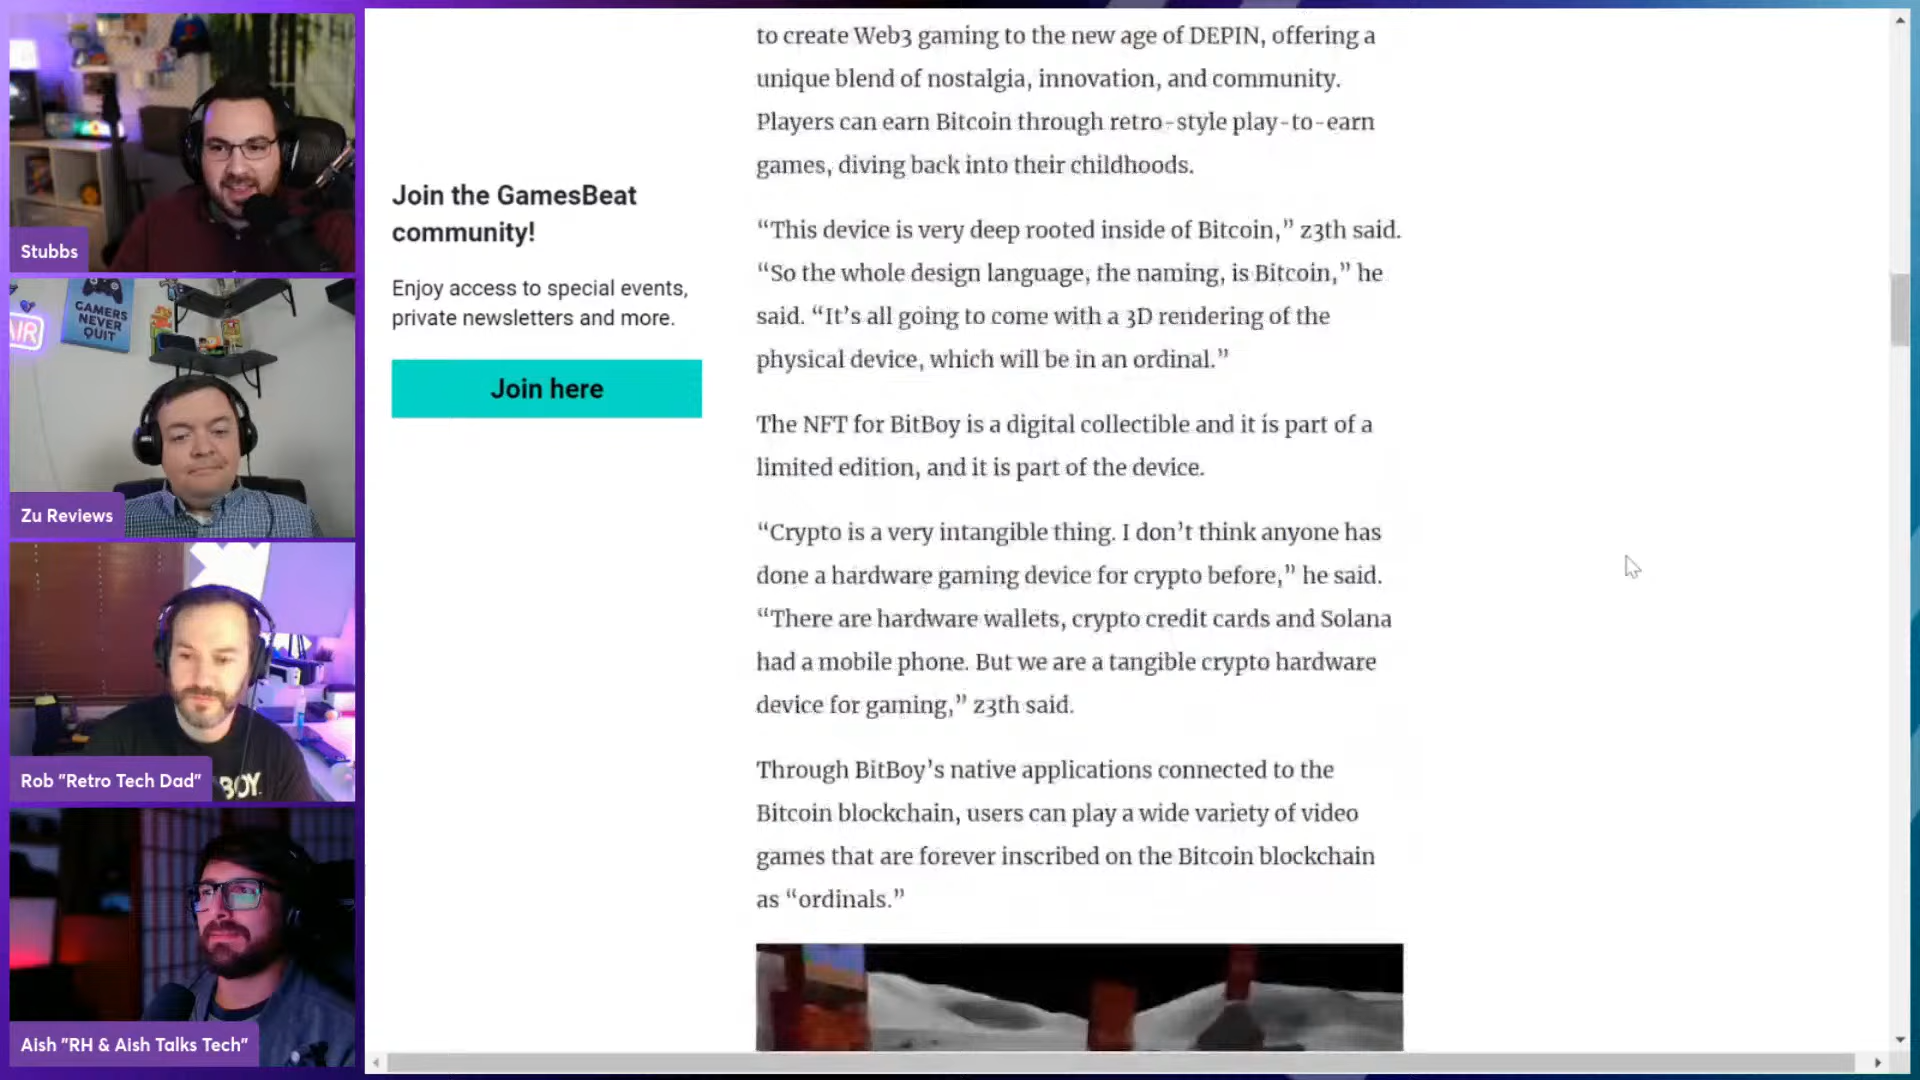 Stubbs
AIR
GAMERS
NEVER
QUIT
Zu Reviews
BOY.
Rob "Retro Tech Dad"
Aish "RH & Aish Talks Tech"
Join the GamesBeat
community!
Enjoy access to special events,
private newsletters and more.
Join here
to create Web3 gaming to the new age of DEPIN, offering a
unique blend of nostalgia, innovation, and community.
Players can earn Bitcoin through retro-style play-to-earn
games, diving back into their childhoods.
“This device is very deep rooted inside of Bitcoin,” z3th said.
“So the whole design language, the naming, is Bitcoin,” he
said. “It’s all going to come with a 3D rendering of the
physical device, which will be in an ordinal.”
The NFT for BitBoy is a digital collectible and it is part of a
limited edition, and it is part of the device.
“Crypto is a very intangible thing. I don’t think anyone has
done a hardware gaming device for crypto before,” he said.
“There are hardware wallets, crypto credit cards and Solana
had a mobile phone. But we are a tangible crypto hardware
device for gaming,” z3th said.
Through BitBoy’s native applications connected to the
Bitcoin blockchain, users can play a wide variety of video
games that are forever inscribed on the Bitcoin blockchain
as “ordinals.”